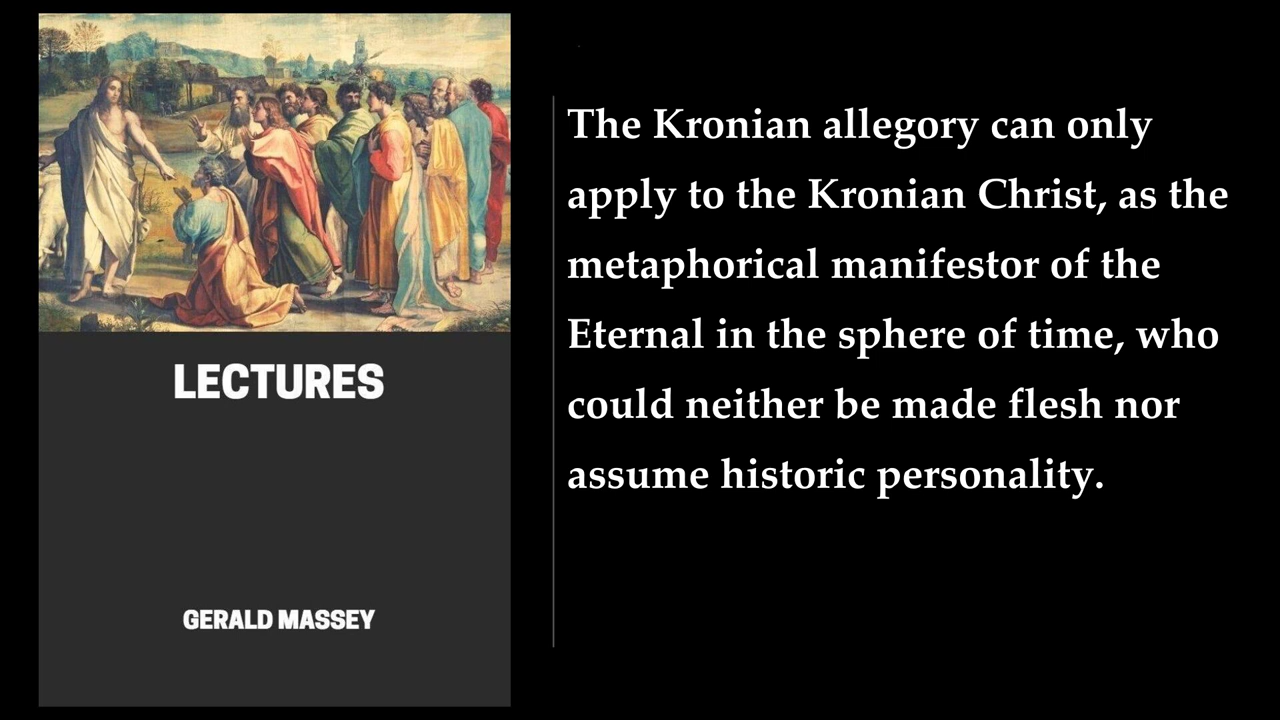 LECTURES
GERALD MASSEY
The Kronian allegory can only
apply to the Kronian Christ, as the
metaphorical manifestor of the
Eternal in the sphere of time, who
could neither be made flesh nor
assume historic personality.